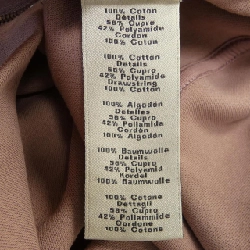 100% Coton
Détails
58% Cupro
42% Polyamide
Cordon
100% Coton
100% Cotton
Details
58% Cupro
42% Polyamide
Drawstring
100% Cotton
100% Algodón
Details
58% Cupro
42% Poliamida
Cordón
100% Algodón
100% Baumwolle
Details
58% Cupro
42% Polyamid
Kordel
100% Baumwolle
100% Cotone
Dettagli
58% Cupro
42% Poliammide
Cordone
100% Cotone